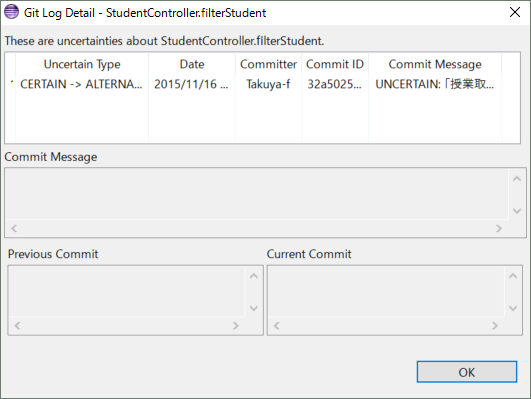 Git Log Detail - StudentController.filterStudent
These are uncertainties about StudentController.filterStudent.
Uncertain Type Date Committer Commit ID Commit Message
CERTAIN -> ALTERNA... 2015/11/16 ... Takuya-f 32a5025... UNCERTAIN: 「授業取...
Commit Message
Previous Commit Current Commit
OK